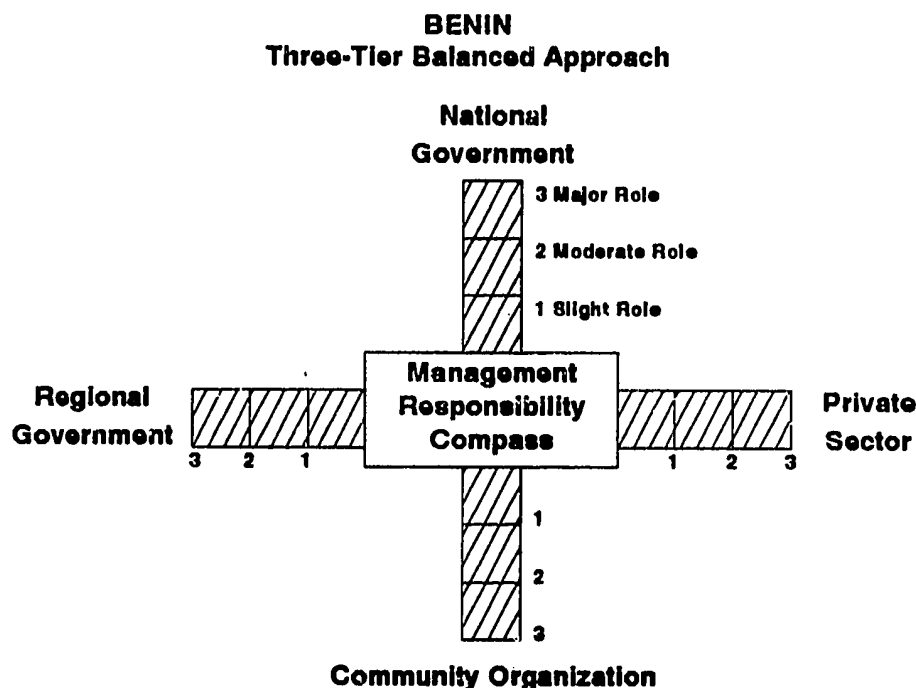 BENIN
Three-Tier Balanced Approach
National
Government
3 Major Role
2 Moderate Role
1 Slight Role
Management
Responsibility
Compass
Regional
Government
3 2 1
Private
Sector
1 2 3
1
2
3
Community Organization